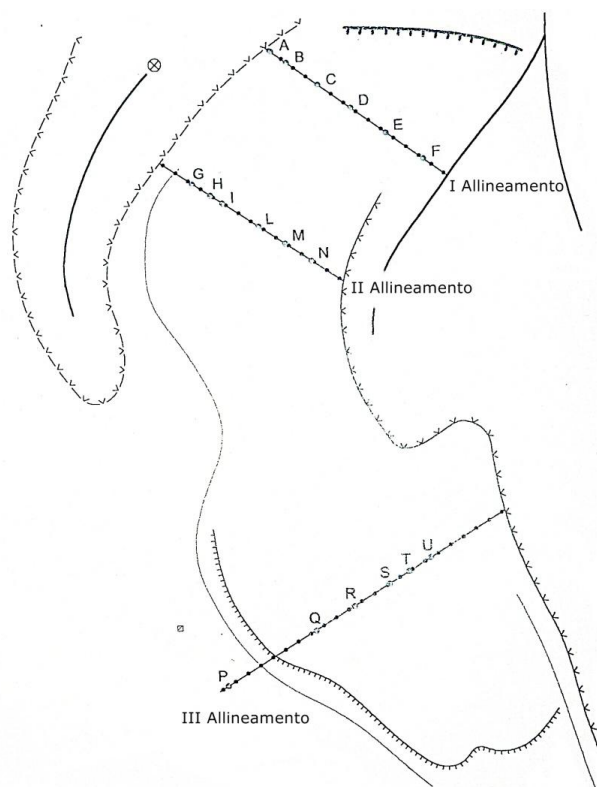 A
B
C
D
E
F
I Allineamento
G
H
I
L
M
N
II Allineamento
U
T
S
R
Q
P
III Allineamento